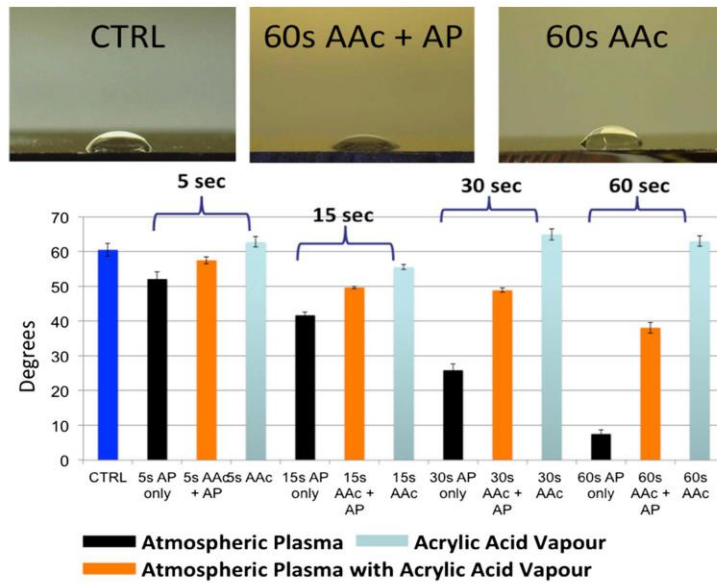 CTRL
60s AAc + AP
60s AAc
5 sec
15 sec
30 sec
60 sec
70
60
50
40
30
20
10
0
Degrees
CTRL
5s AP only
5s AAc + AP
5s AAc
15s AP only
15s AAc + AP
15s AAc
30s AP only
30s AAc + AP
30s AAc
60s AP only
60s AAc + AP
60s AAc
Atmospheric Plasma
Acrylic Acid Vapour
Atmospheric Plasma with Acrylic Acid Vapour